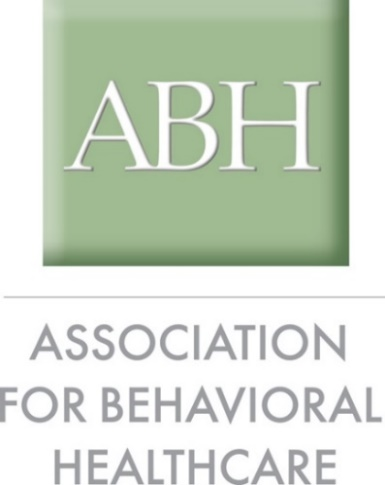 ABH
ASSOCIATION
FOR BEHAVIORAL
HEALTHCARE